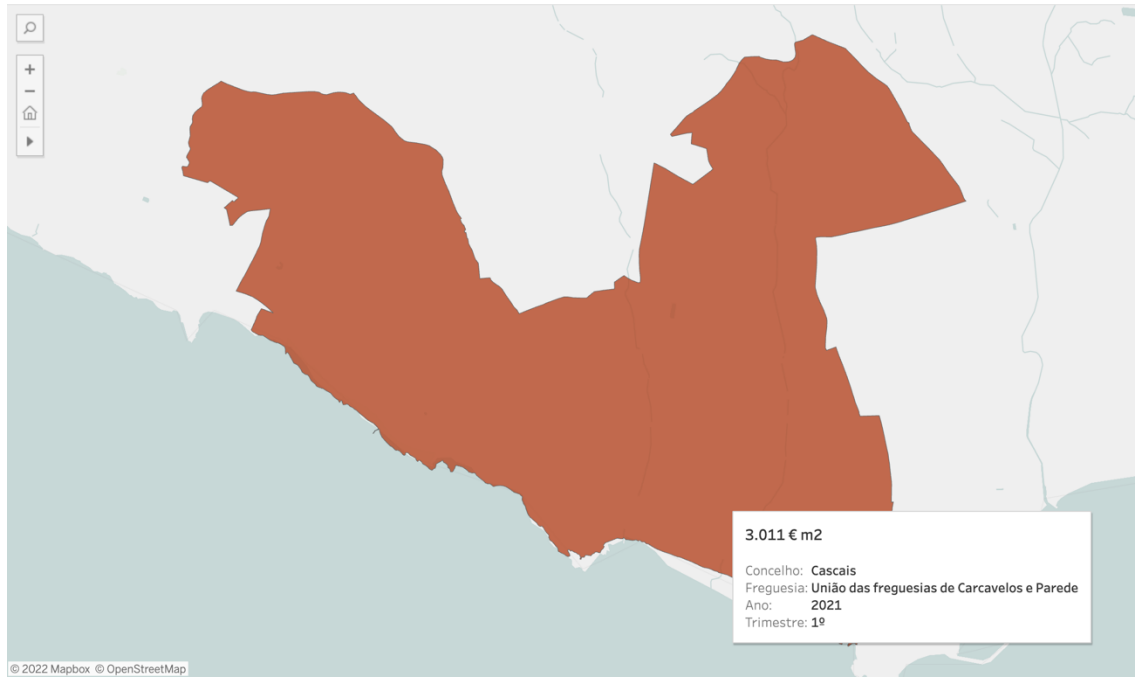 3.011 € m2
Concelho: Cascais
Freguesia: União das freguesias de Carcavelos e Parede
Ano: 2021
Trimestre: 1º
© 2022 Mapbox © OpenStreetMap